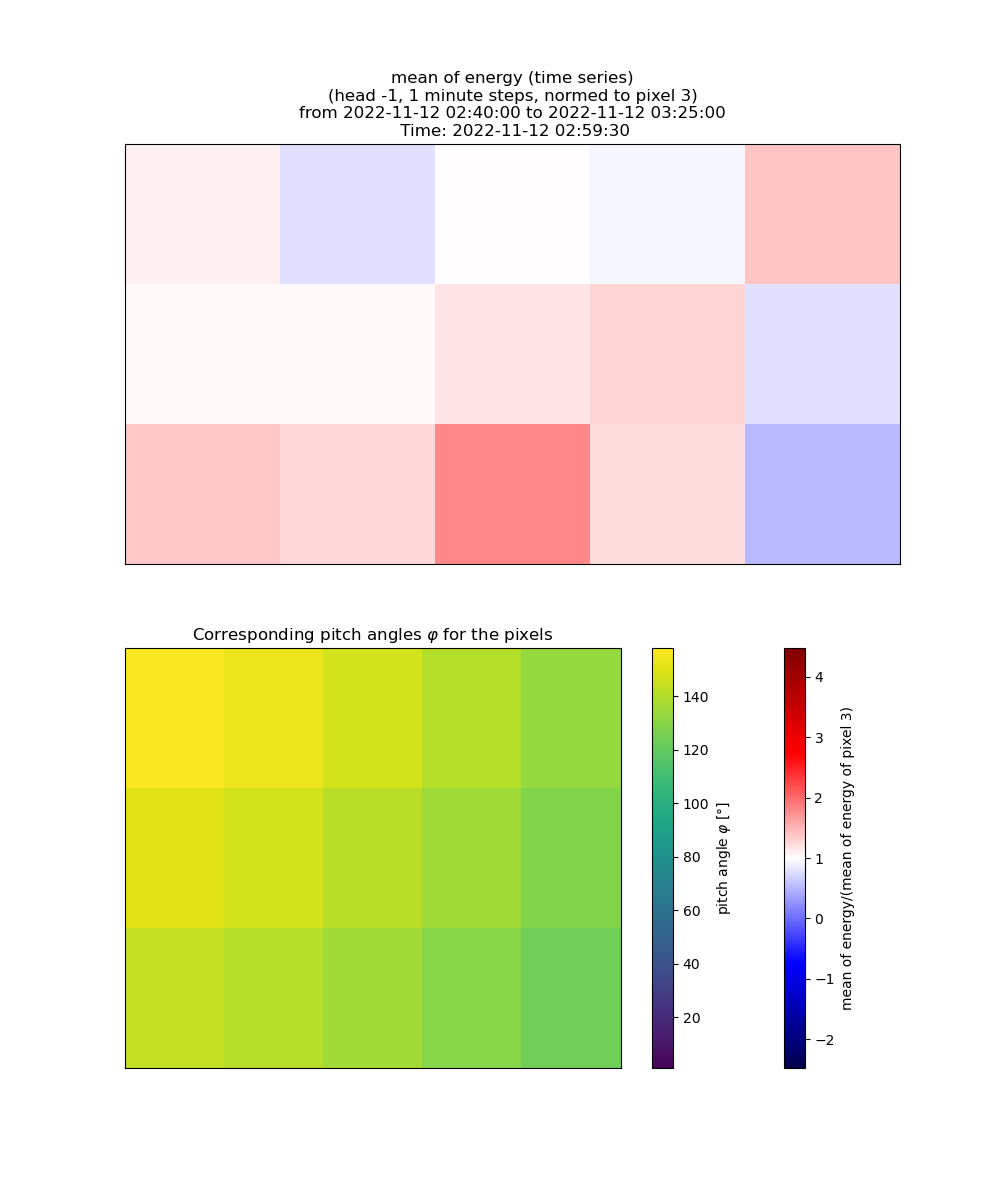 mean of energy (time series)
(head -1, 1 minute steps, normed to pixel 3)
from 2022-11-12 02:40:00 to 2022-11-12 03:25:00
Time: 2022-11-12 02:59:30
Corresponding pitch angles φ for the pixels
140
120
100
80
60
40
20
pitch angle φ [°]
4
3
2
1
0
−1
−2
mean of energy/(mean of energy of pixel 3)